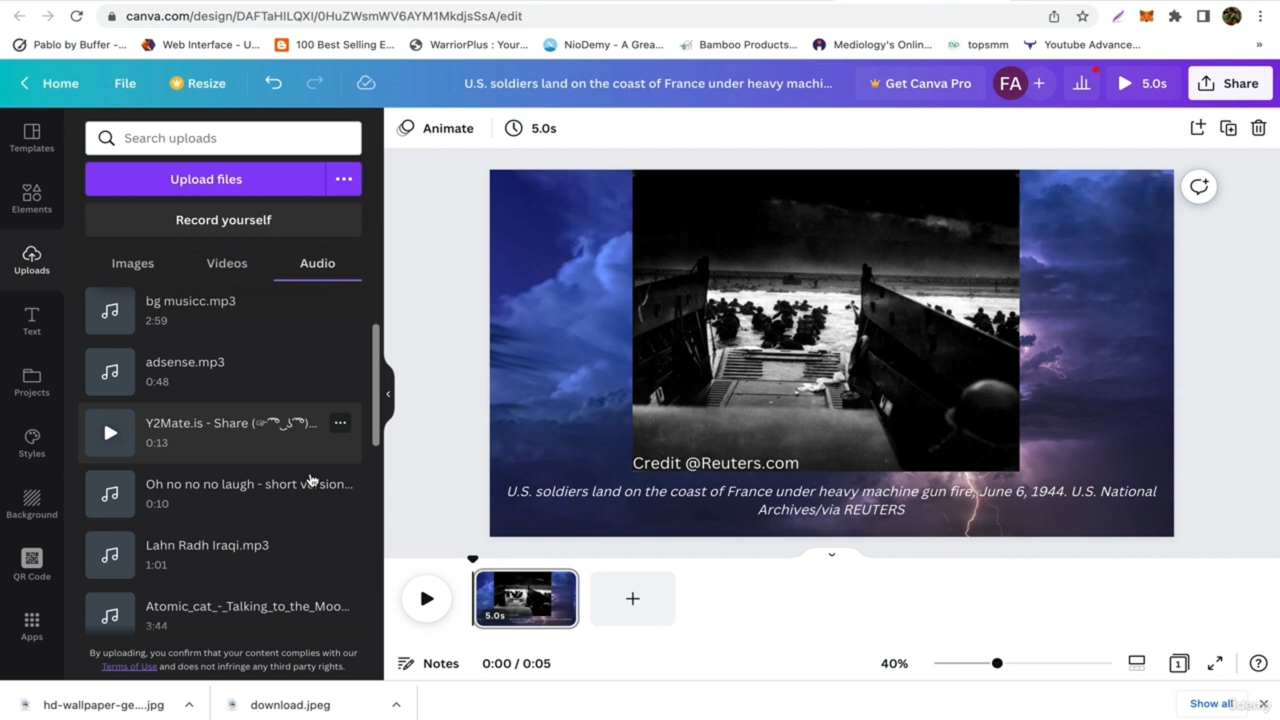 canva.com/design/DAFTaHILQXI/0HuZWsmWV6AYM1MkdjsSsA/edit
Pablo by Buffer -... Web Interface - U... 100 Best Selling E... WarriorPlus : Your... NioDemy - A Grea... Bamboo Products... Mediology's Onlin... topsmm Youtube Advance... »
Home File Resize U.S. soldiers land on the coast of France under heavy machi... Get Canva Pro FA + 5.0s Share
Templates
Elements
Uploads
Text
Projects
Styles
Background
QR Code
Apps
Search uploads
Upload files
Record yourself
Images Videos Audio
bg musicc.mp3
2:59
adsense.mp3
0:48
Y2Mate.is - Share (☞ ͡° ͜ʖ ͡°)...
0:13
Oh no no no laugh - short version...
0:10
Lahn Radh Iraqi.mp3
1:01
Atomic_cat_-_Talking_to_the_Moo...
3:44
By uploading, you confirm that your content complies with our
Terms of Use and does not infringe any third party rights.
Animate 5.0s
Credit @Reuters.com
U.S. soldiers land on the coast of France under heavy machine gun fire, June 6, 1944. U.S. National
Archives/via REUTERS
5.0s
Notes 0:00 / 0:05 40% 1
hd-wallpaper-ge....jpg download.jpeg Show all
udemy